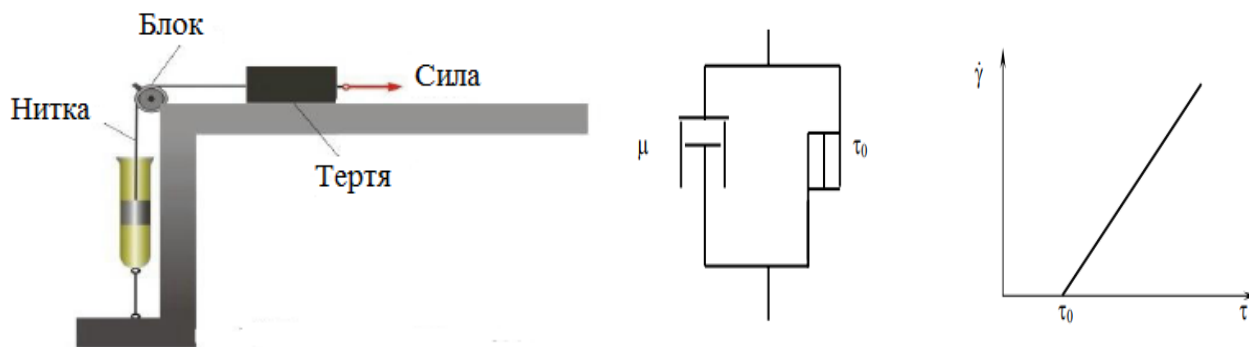 Блок
Сила
Нитка
Тертя
μ
τ₀
γ̇
τ₀
τ